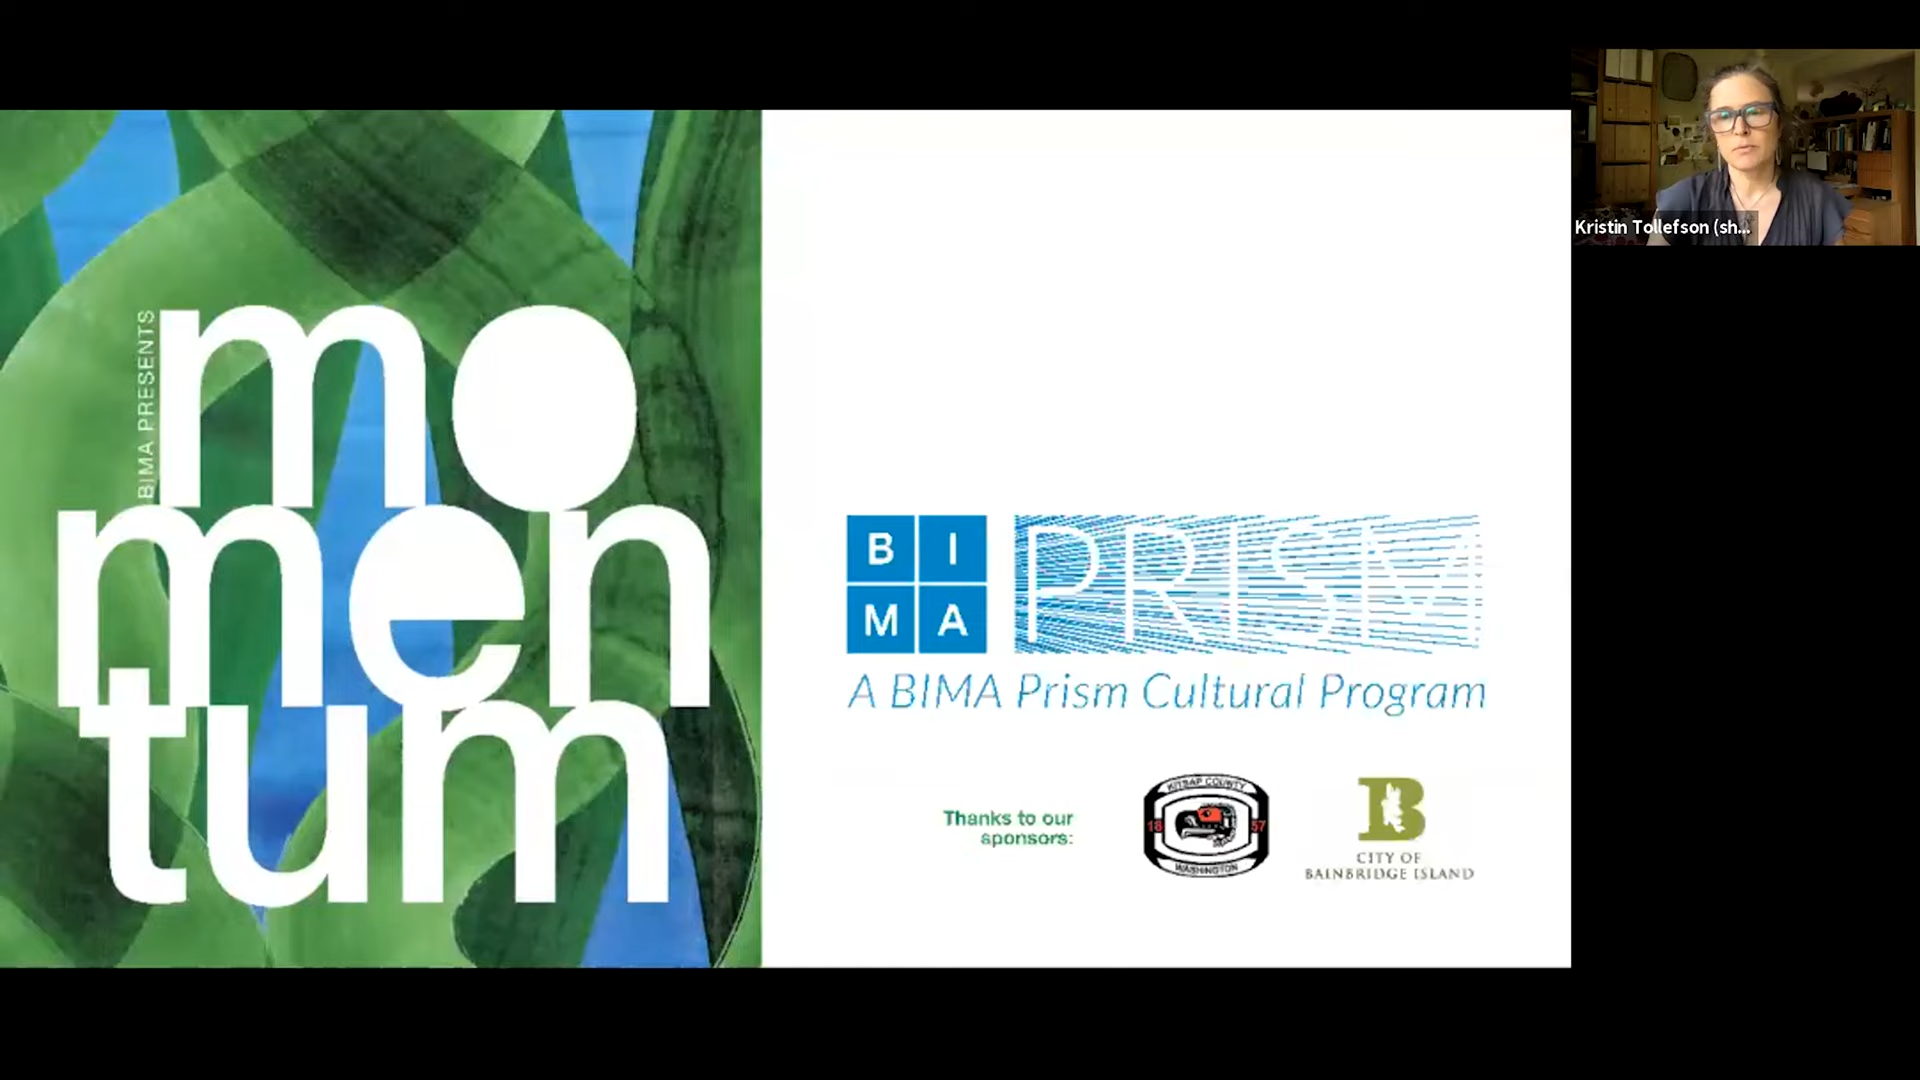 BIMA PRESENTS
mo
men
tum
B I
M A
PRISM
A BIMA Prism Cultural Program
Thanks to our
sponsors:
KITSAP COUNTY
18 57
WASHINGTON
B
CITY OF
BAINBRIDGE ISLAND
Kristin Tollefson (sh...